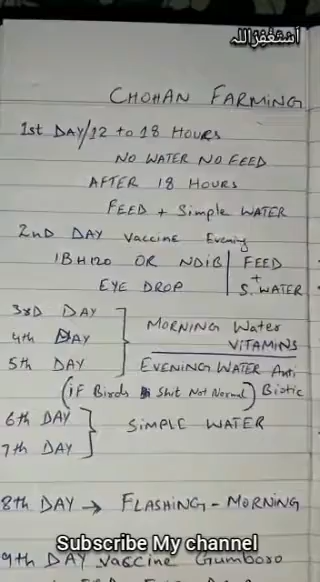 اَسْتَغْفِرُاللہ
CHOHAN FARMING
1st DAY/12 to 18 HOURS
NO WATER NO FEED
AFTER 18 HOURS
FEED + Simple WATER
2nD DAY Vaccine Evening
IBH120 OR NDIB FEED
+
EYE DROP S.WATER
3RD DAY
MORNING Water
4th DAY
VITAMINS
5th DAY EVENING WATER Anti
(iF Birds Shit Not Normal) Biotic
6th DAY SiMPLE WATER
7th DAY
8th DAY → FLASHING - MORNING
Subscribe My channel
9th DAY Vaccine Gumboro